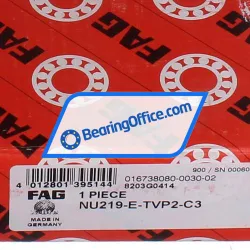 FAG
FAG
BearingOffice.com
900 / SN 00060
016738080-0030-02
8203G0414
4 012801 395144
FAG
1 PIECE
NU219-E-TVP2-C3
MADE IN
GERMANY